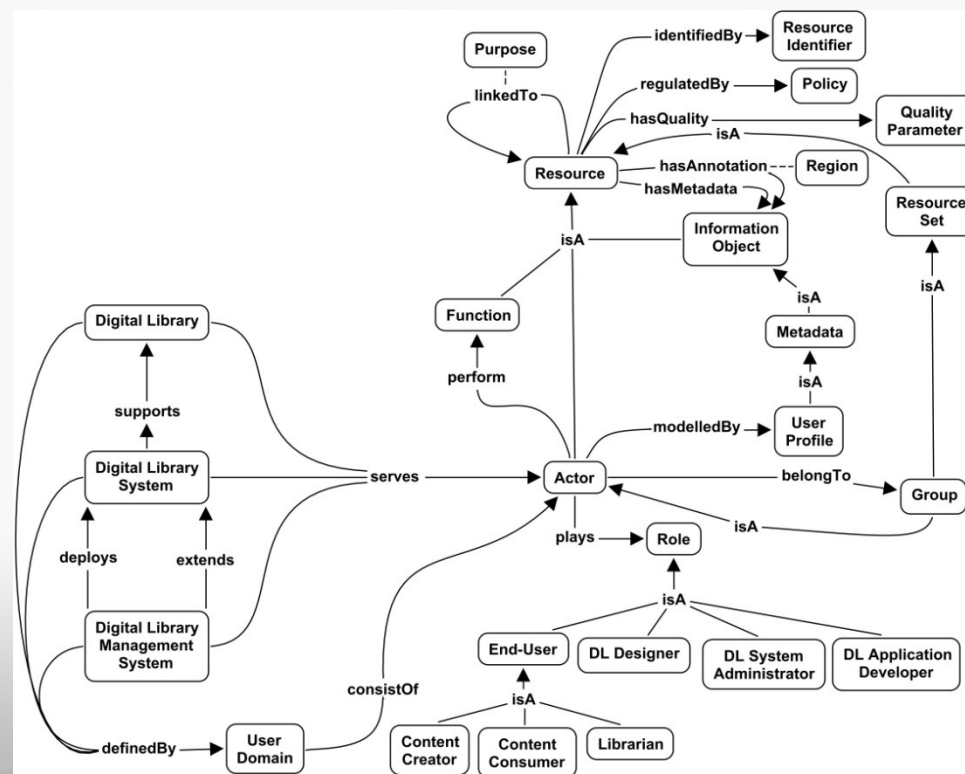 Purpose
identifiedBy
Resource
Identifier
linkedTo
regulatedBy
Policy
hasQuality
Quality
Parameter
isA
Resource
hasAnnotation
Region
hasMetadata
Resource
Set
isA
Information
Object
isA
isA
Function
Metadata
Digital Library
perform
isA
supports
modelledBy
User
Profile
Digital Library
System
serves
Actor
belongTo
Group
isA
plays
Role
deploys
extends
isA
Digital Library
Management
System
End-User
DL Designer
DL System
Administrator
DL Application
Developer
consistOf
isA
definedBy
User
Domain
Content
Creator
Content
Consumer
Librarian